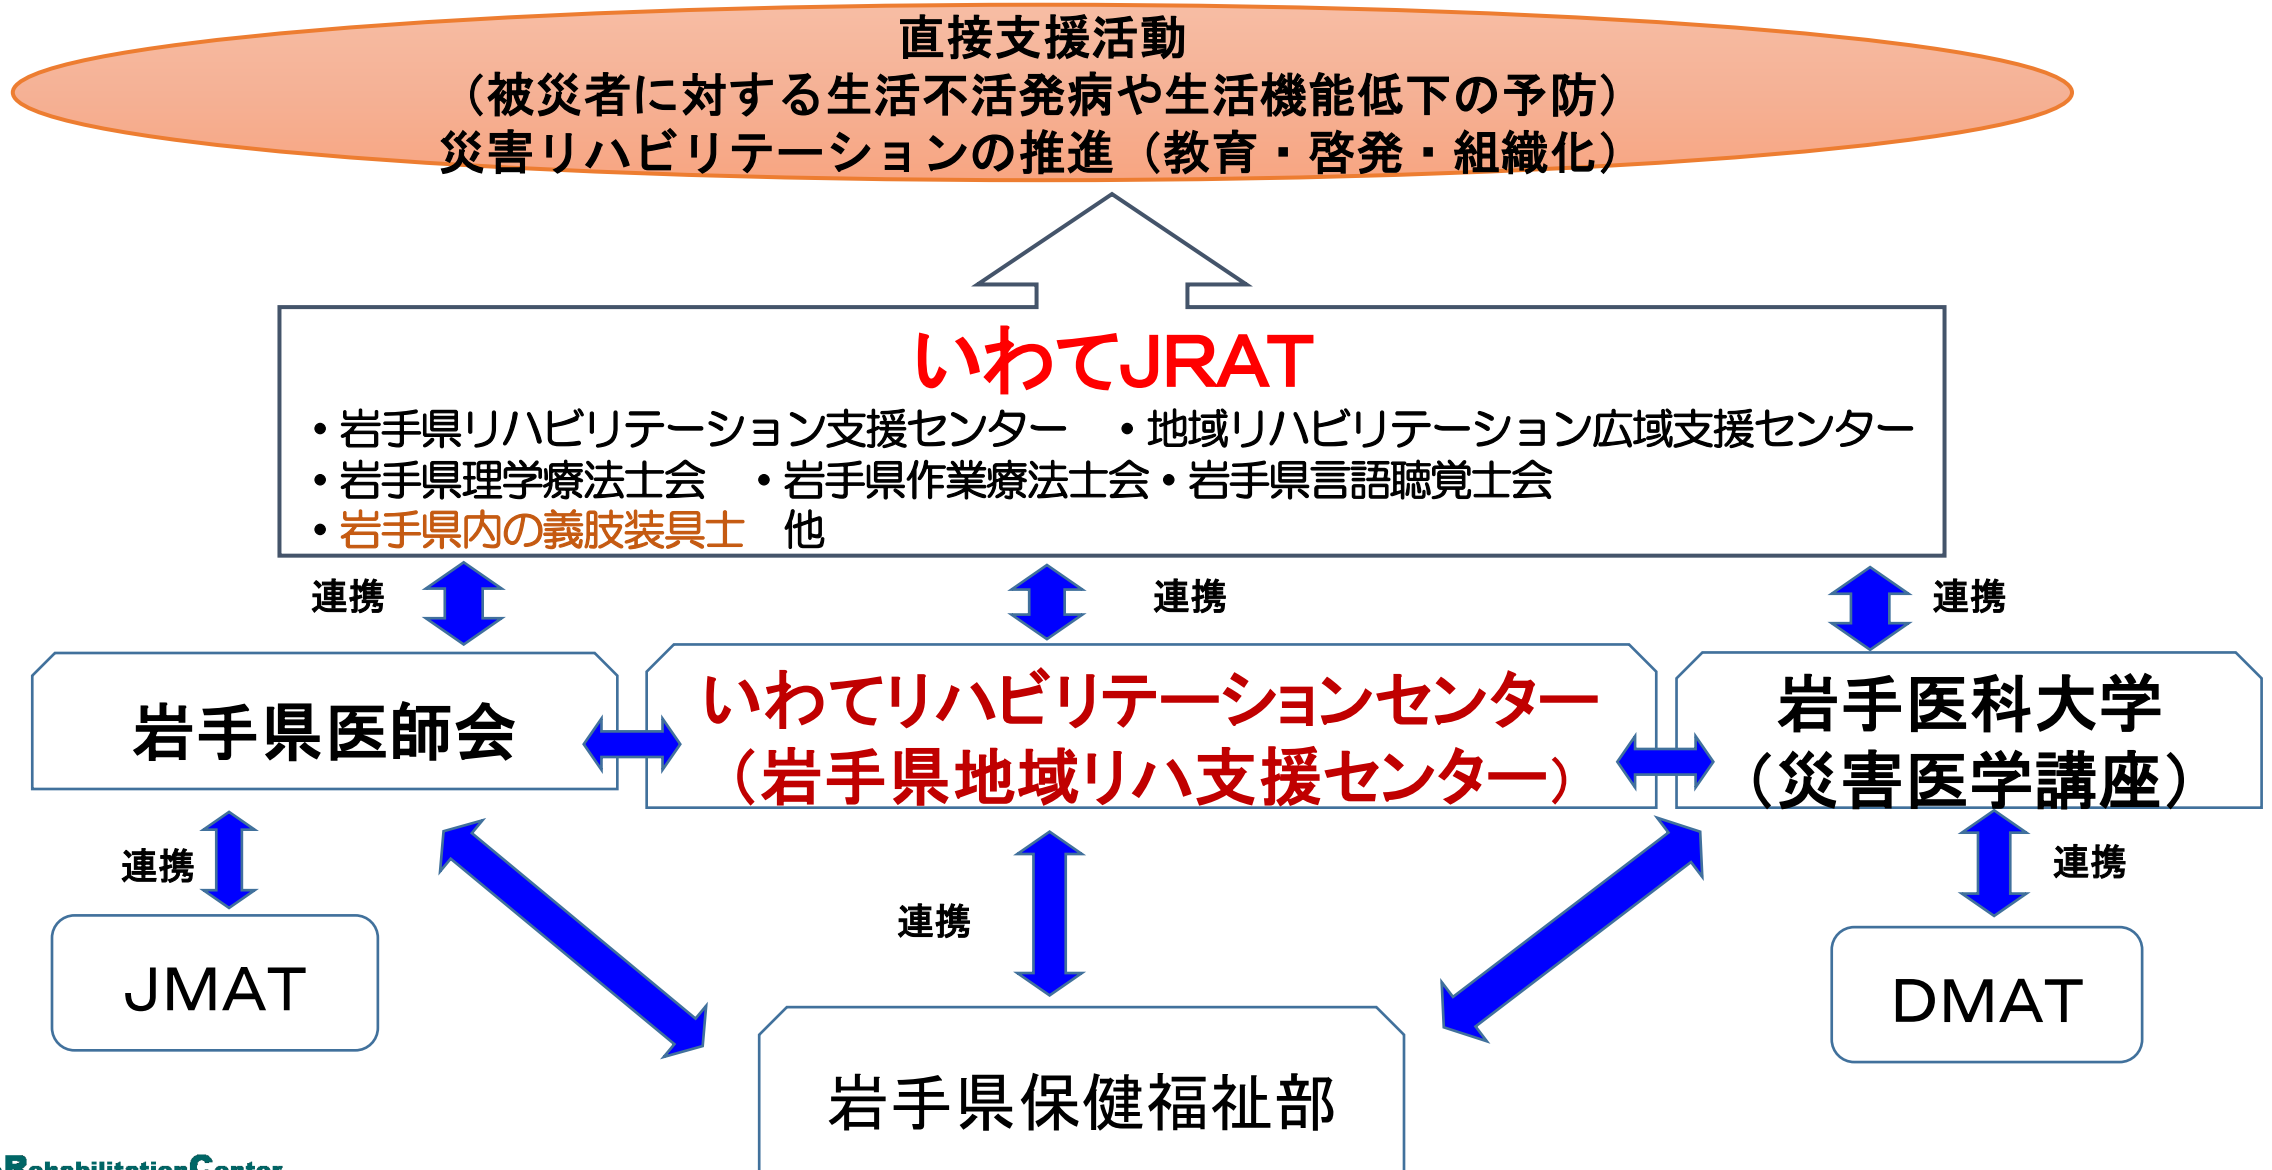 直接支援活動
（被災者に対する生活不活発病や生活機能低下の予防）
災害リハビリテーションの推進（教育・啓発・組織化）
いわてJRAT
・岩手県リハビリテーション支援センター　・地域リハビリテーション広域支援センター
・岩手県理学療法士会　・岩手県作業療法士会・岩手県言語聴覚士会
・岩手県内の義肢装具士　他
連携
連携
連携
岩手県医師会
いわてリハビリテーションセンター
（岩手県地域リハ支援センター）
岩手医科大学
（災害医学講座）
連携
連携
連携
JMAT
DMAT
岩手県保健福祉部
RehabilitationCenter